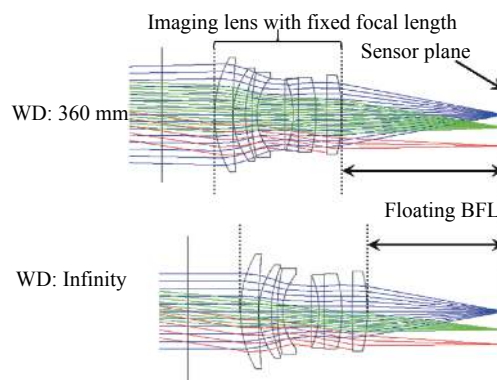 Imaging lens with fixed focal length
Sensor plane
WD: 360 mm
Floating BFL
WD: Infinity